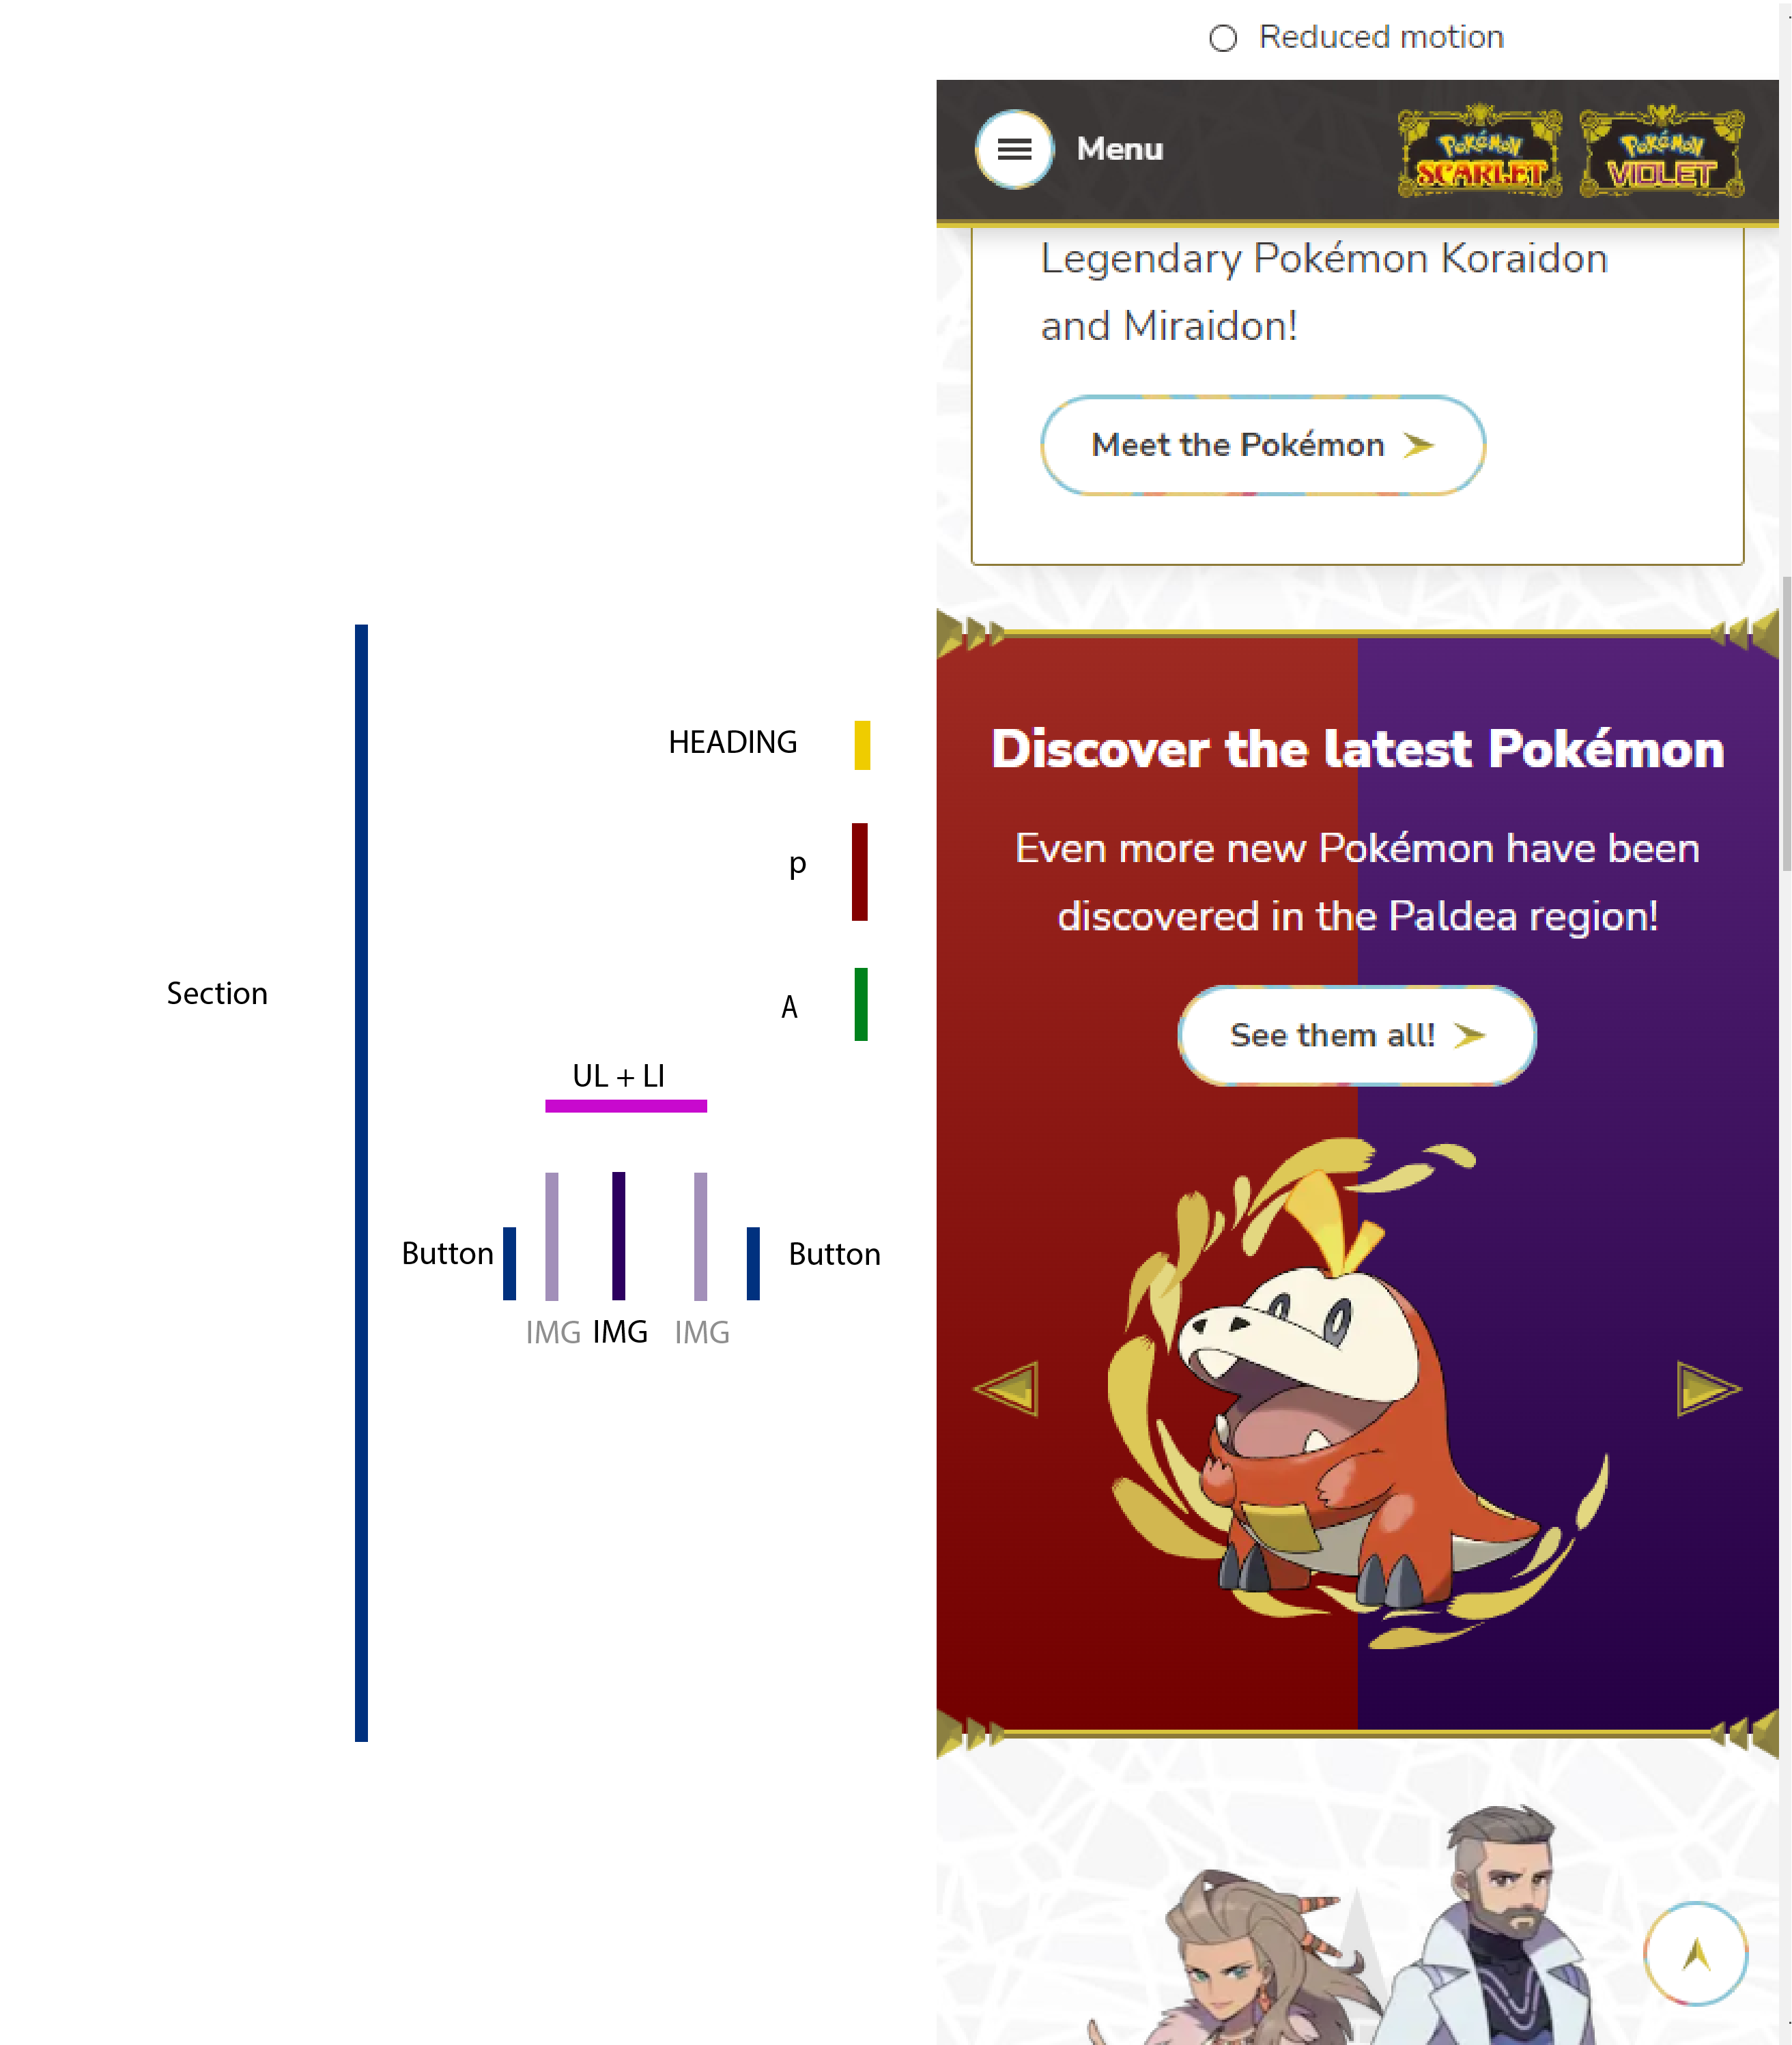 Reduced motion
Menu
Pokémon
SCARLET
Pokémon
VIOLET
Legendary Pokémon Koraidon
and Miraidon!
Meet the Pokémon
HEADING
Discover the latest Pokémon
p
Even more new Pokémon have been
discovered in the Paldea region!
Section
A
See them all!
UL + LI
Button
Button
IMG IMG IMG